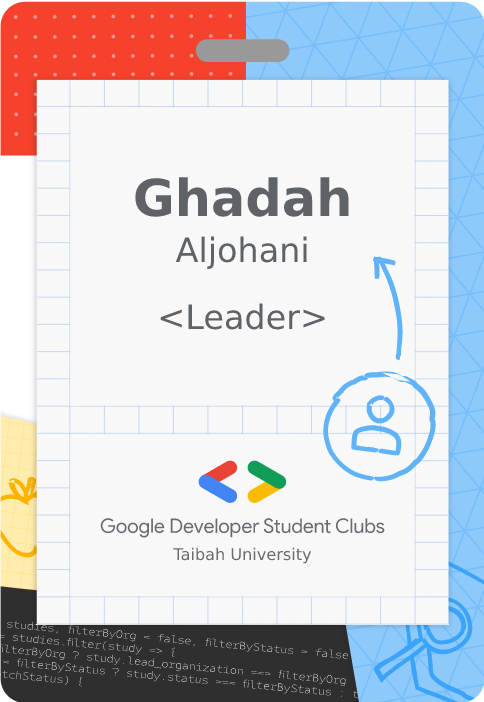 Ghadah
Aljohani
<Leader>
Google Developer Student Clubs
Taibah University
studies, filterByOrg = false, filterByStatus = false
= studies.filter(study => {
filterByOrg ? study.lead_organization === filterByOrg
= filterByStatus ? study.status === filterByStatus : t
tchStatus) {